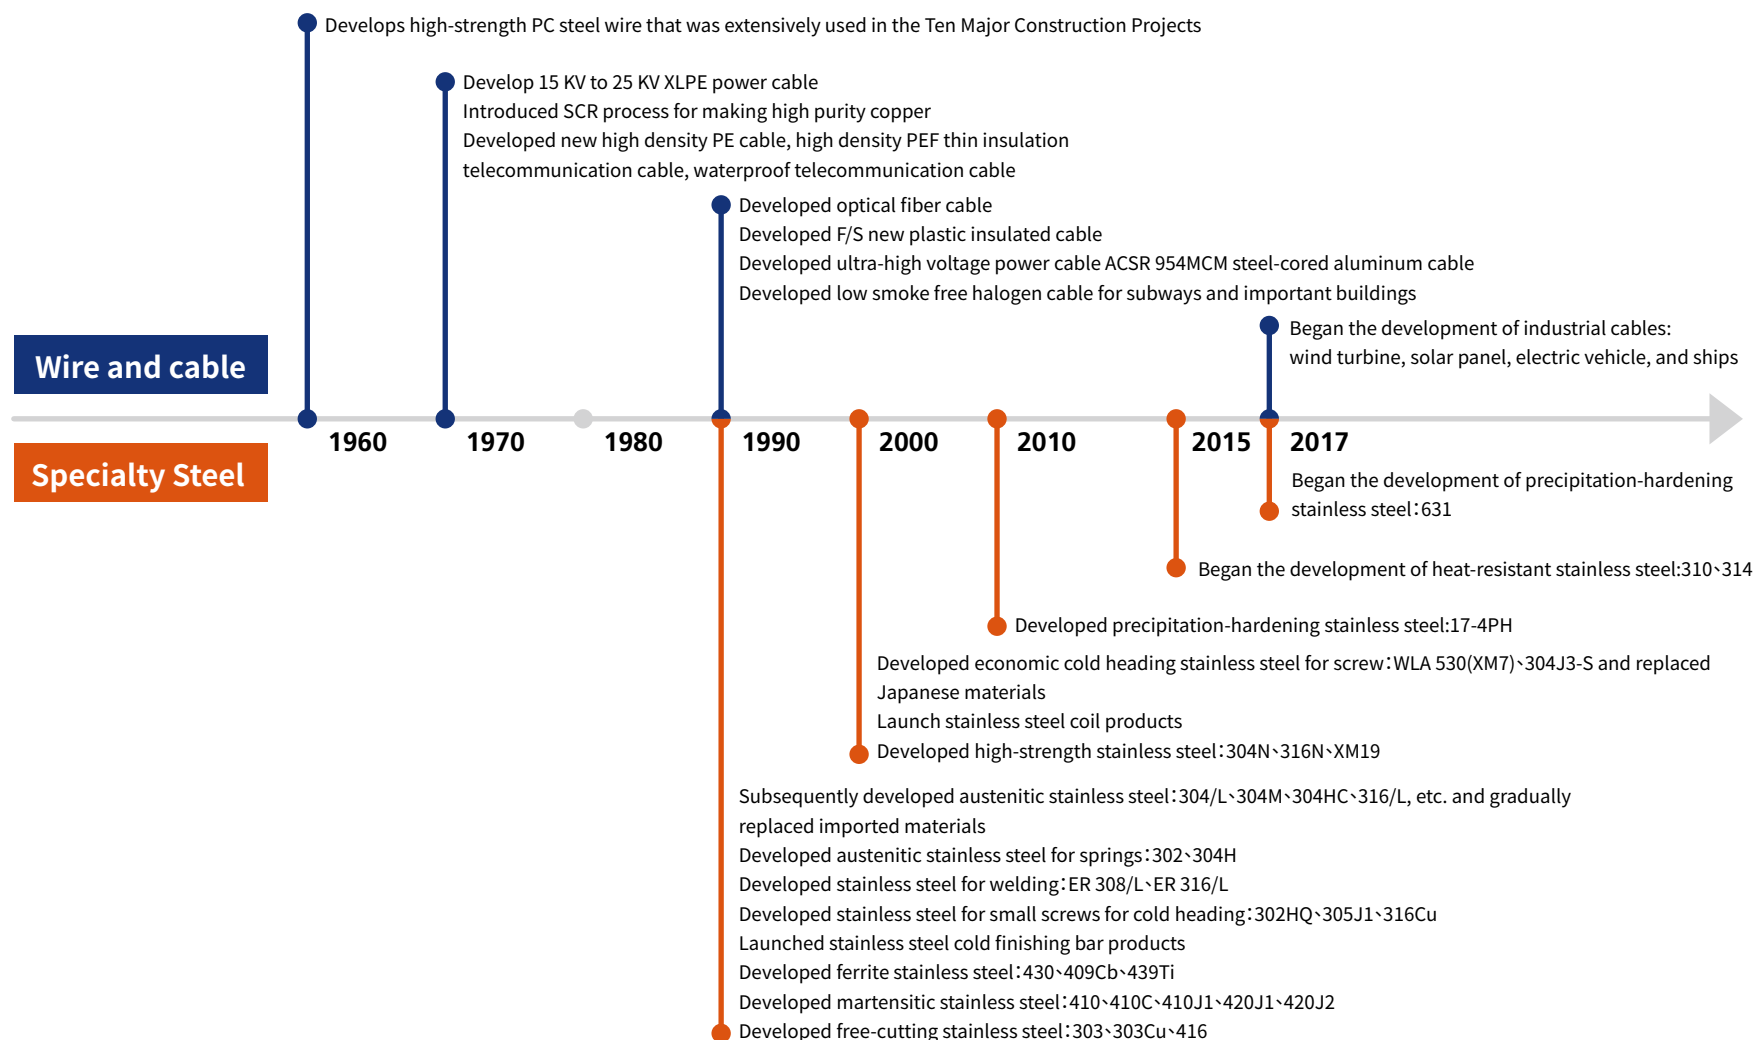 Develops high-strength PC steel wire that was extensively used in the Ten Major Construction Projects
Develop 15 KV to 25 KV XLPE power cable
Introduced SCR process for making high purity copper
Developed new high density PE cable, high density PEF thin insulation
telecommunication cable, waterproof telecommunication cable
Developed optical fiber cable
Developed F/S new plastic insulated cable
Developed ultra-high voltage power cable ACSR 954MCM steel-cored aluminum cable
Developed low smoke free halogen cable for subways and important buildings
Began the development of industrial cables:
wind turbine, solar panel, electric vehicle, and ships
Wire and cable
1960 1970 1980 1990 2000 2010 2015 2017
Specialty Steel
Began the development of precipitation-hardening
stainless steel:631
Began the development of heat-resistant stainless steel:310、314
Developed precipitation-hardening stainless steel:17-4PH
Developed economic cold heading stainless steel for screw:WLA 530(XM7)、304J3-S and replaced
Japanese materials
Launch stainless steel coil products
Developed high-strength stainless steel:304N、316N、XM19
Subsequently developed austenitic stainless steel:304/L、304M、304HC、316/L, etc. and gradually
replaced imported materials
Developed austenitic stainless steel for springs:302、304H
Developed stainless steel for welding:ER 308/L、ER 316/L
Developed stainless steel for small screws for cold heading:302HQ、305J1、316Cu
Launched stainless steel cold finishing bar products
Developed ferrite stainless steel:430、409Cb、439Ti
Developed martensitic stainless steel:410、410C、410J1、420J1、420J2
Developed free-cutting stainless steel:303、303Cu、416